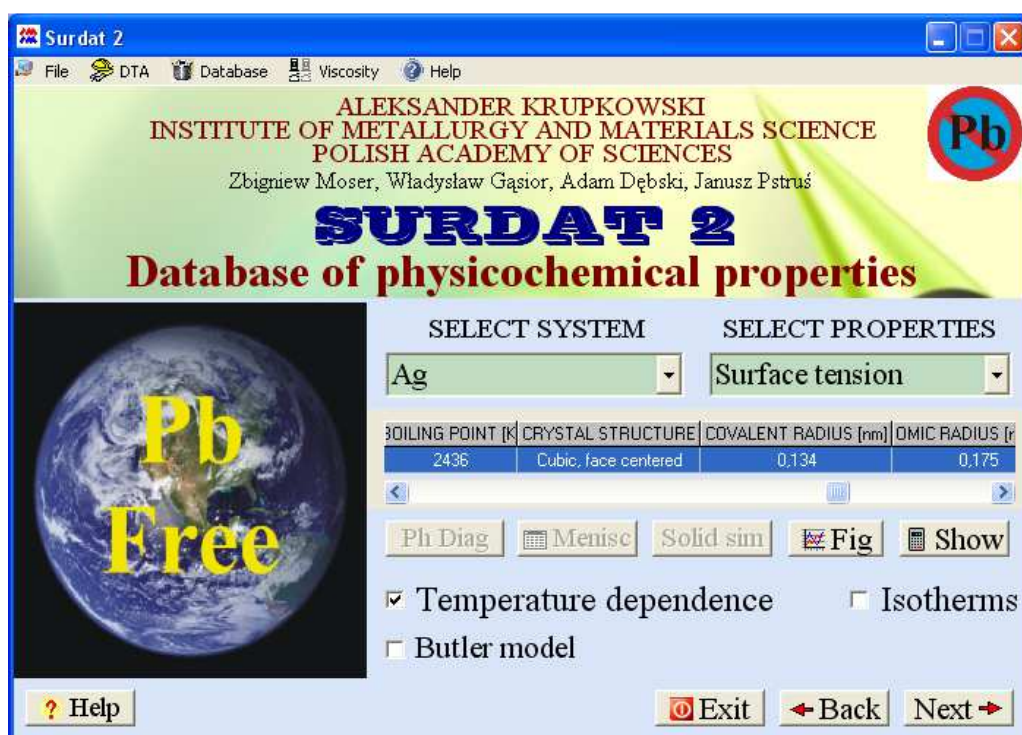 Surdat 2
File DTA Database Viscosity Help
ALEKSANDER KRUPKOWSKI
INSTITUTE OF METALLURGY AND MATERIALS SCIENCE
POLISH ACADEMY OF SCIENCES
Zbigniew Moser, Władysław Gąsior, Adam Dębski, Janusz Pstruś
Pb
SURDAT 2
Database of physicochemical properties
Pb
Free
SELECT SYSTEM SELECT PROPERTIES
Ag Surface tension
BOILING POINT [K CRYSTAL STRUCTURE COVALENT RADIUS [nm] OMIC RADIUS [r
2436 Cubic, face centered 0,134 0,175
Ph Diag Menisc Solid sim Fig Show
Temperature dependence Isotherms
Butler model
? Help Exit Back Next